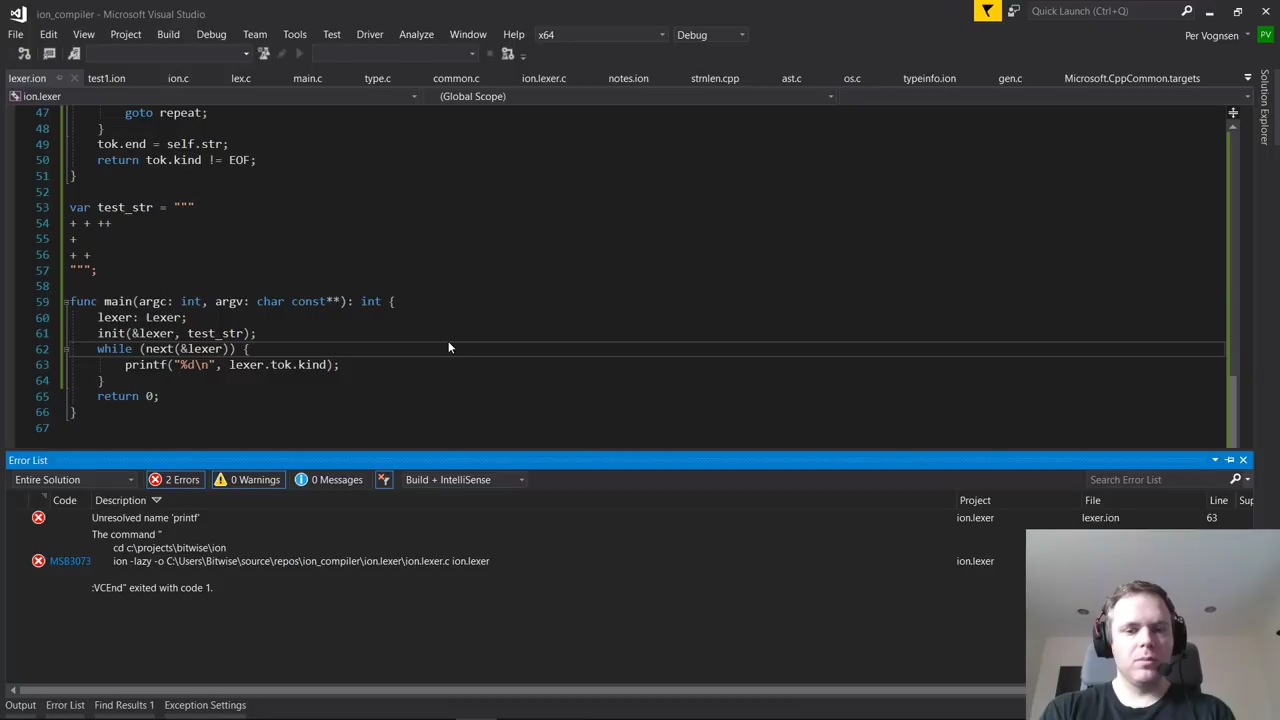 ion_compiler - Microsoft Visual Studio
Quick Launch (Ctrl+Q)
File Edit View Project Build Debug Team Tools Test Driver Analyze Window Help x64 Debug
Per Vognsen PV
lexer.ion test1.ion ion.c lex.c main.c type.c common.c ion.lexer.c notes.ion strnlen.cpp ast.c os.c typeinfo.ion gen.c Microsoft.CppCommon.targets
ion.lexer (Global Scope)
Solution Explorer
47 goto repeat;
48 }
49 tok.end = self.str;
50 return tok.kind != EOF;
51 }
52
53 var test_str = """
54 + + ++
55 +
56 + +
57 """;
58
59 func main(argc: int, argv: char const**): int {
60 lexer: Lexer;
61 init(&lexer, test_str);
62 while (next(&lexer)) {
63 printf("%d\n", lexer.tok.kind);
64 }
65 return 0;
66 }
67
Error List
Entire Solution 2 Errors 0 Warnings 0 Messages Build + IntelliSense Search Error List
Code Description Project File Line Sup
Unresolved name 'printf' ion.lexer lexer.ion 63
The command "
cd c:\projects\bitwise\ion
MSB3073 ion -lazy -o C:\Users\Bitwise\source\repos\ion_compiler\ion.lexer\ion.lexer.c ion.lexer ion.lexer
:VCEnd" exited with code 1.
Output Error List Find Results 1 Exception Settings